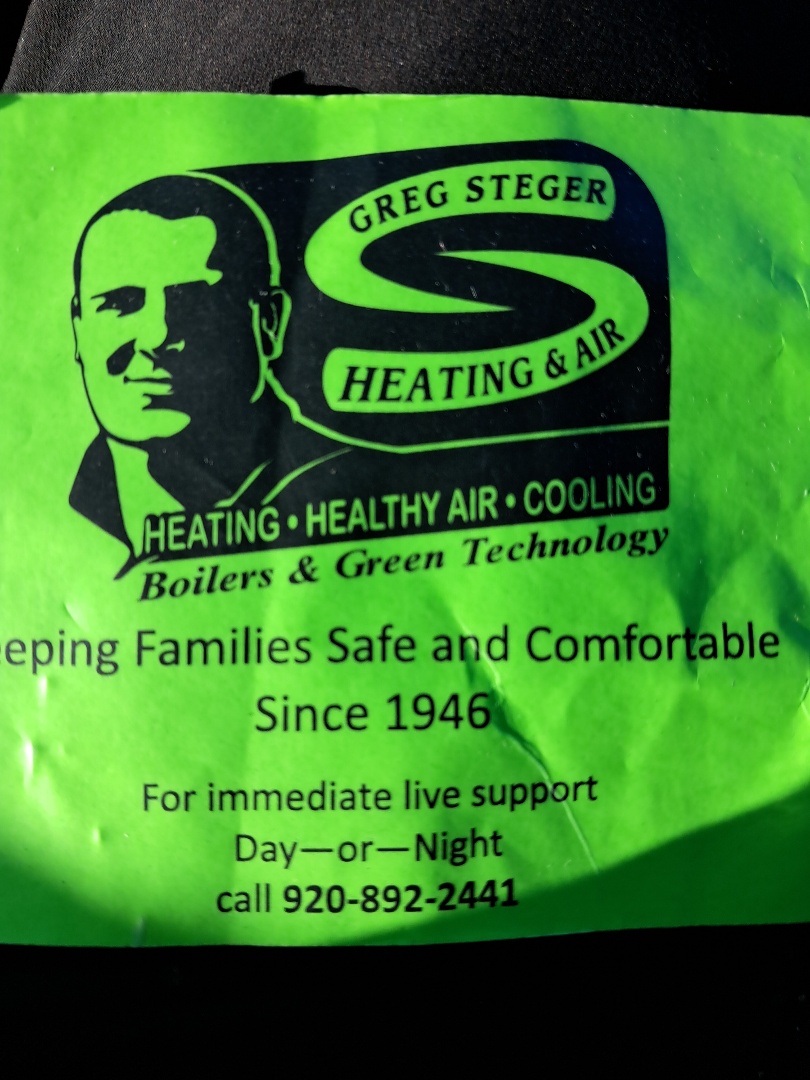 GREG STEGER
HEATING & AIR
HEATING • HEALTHY AIR • COOLING
Boilers & Green Technology
eeping Families Safe and Comfortable
Since 1946
For immediate live support
Day—or—Night
call 920-892-2441